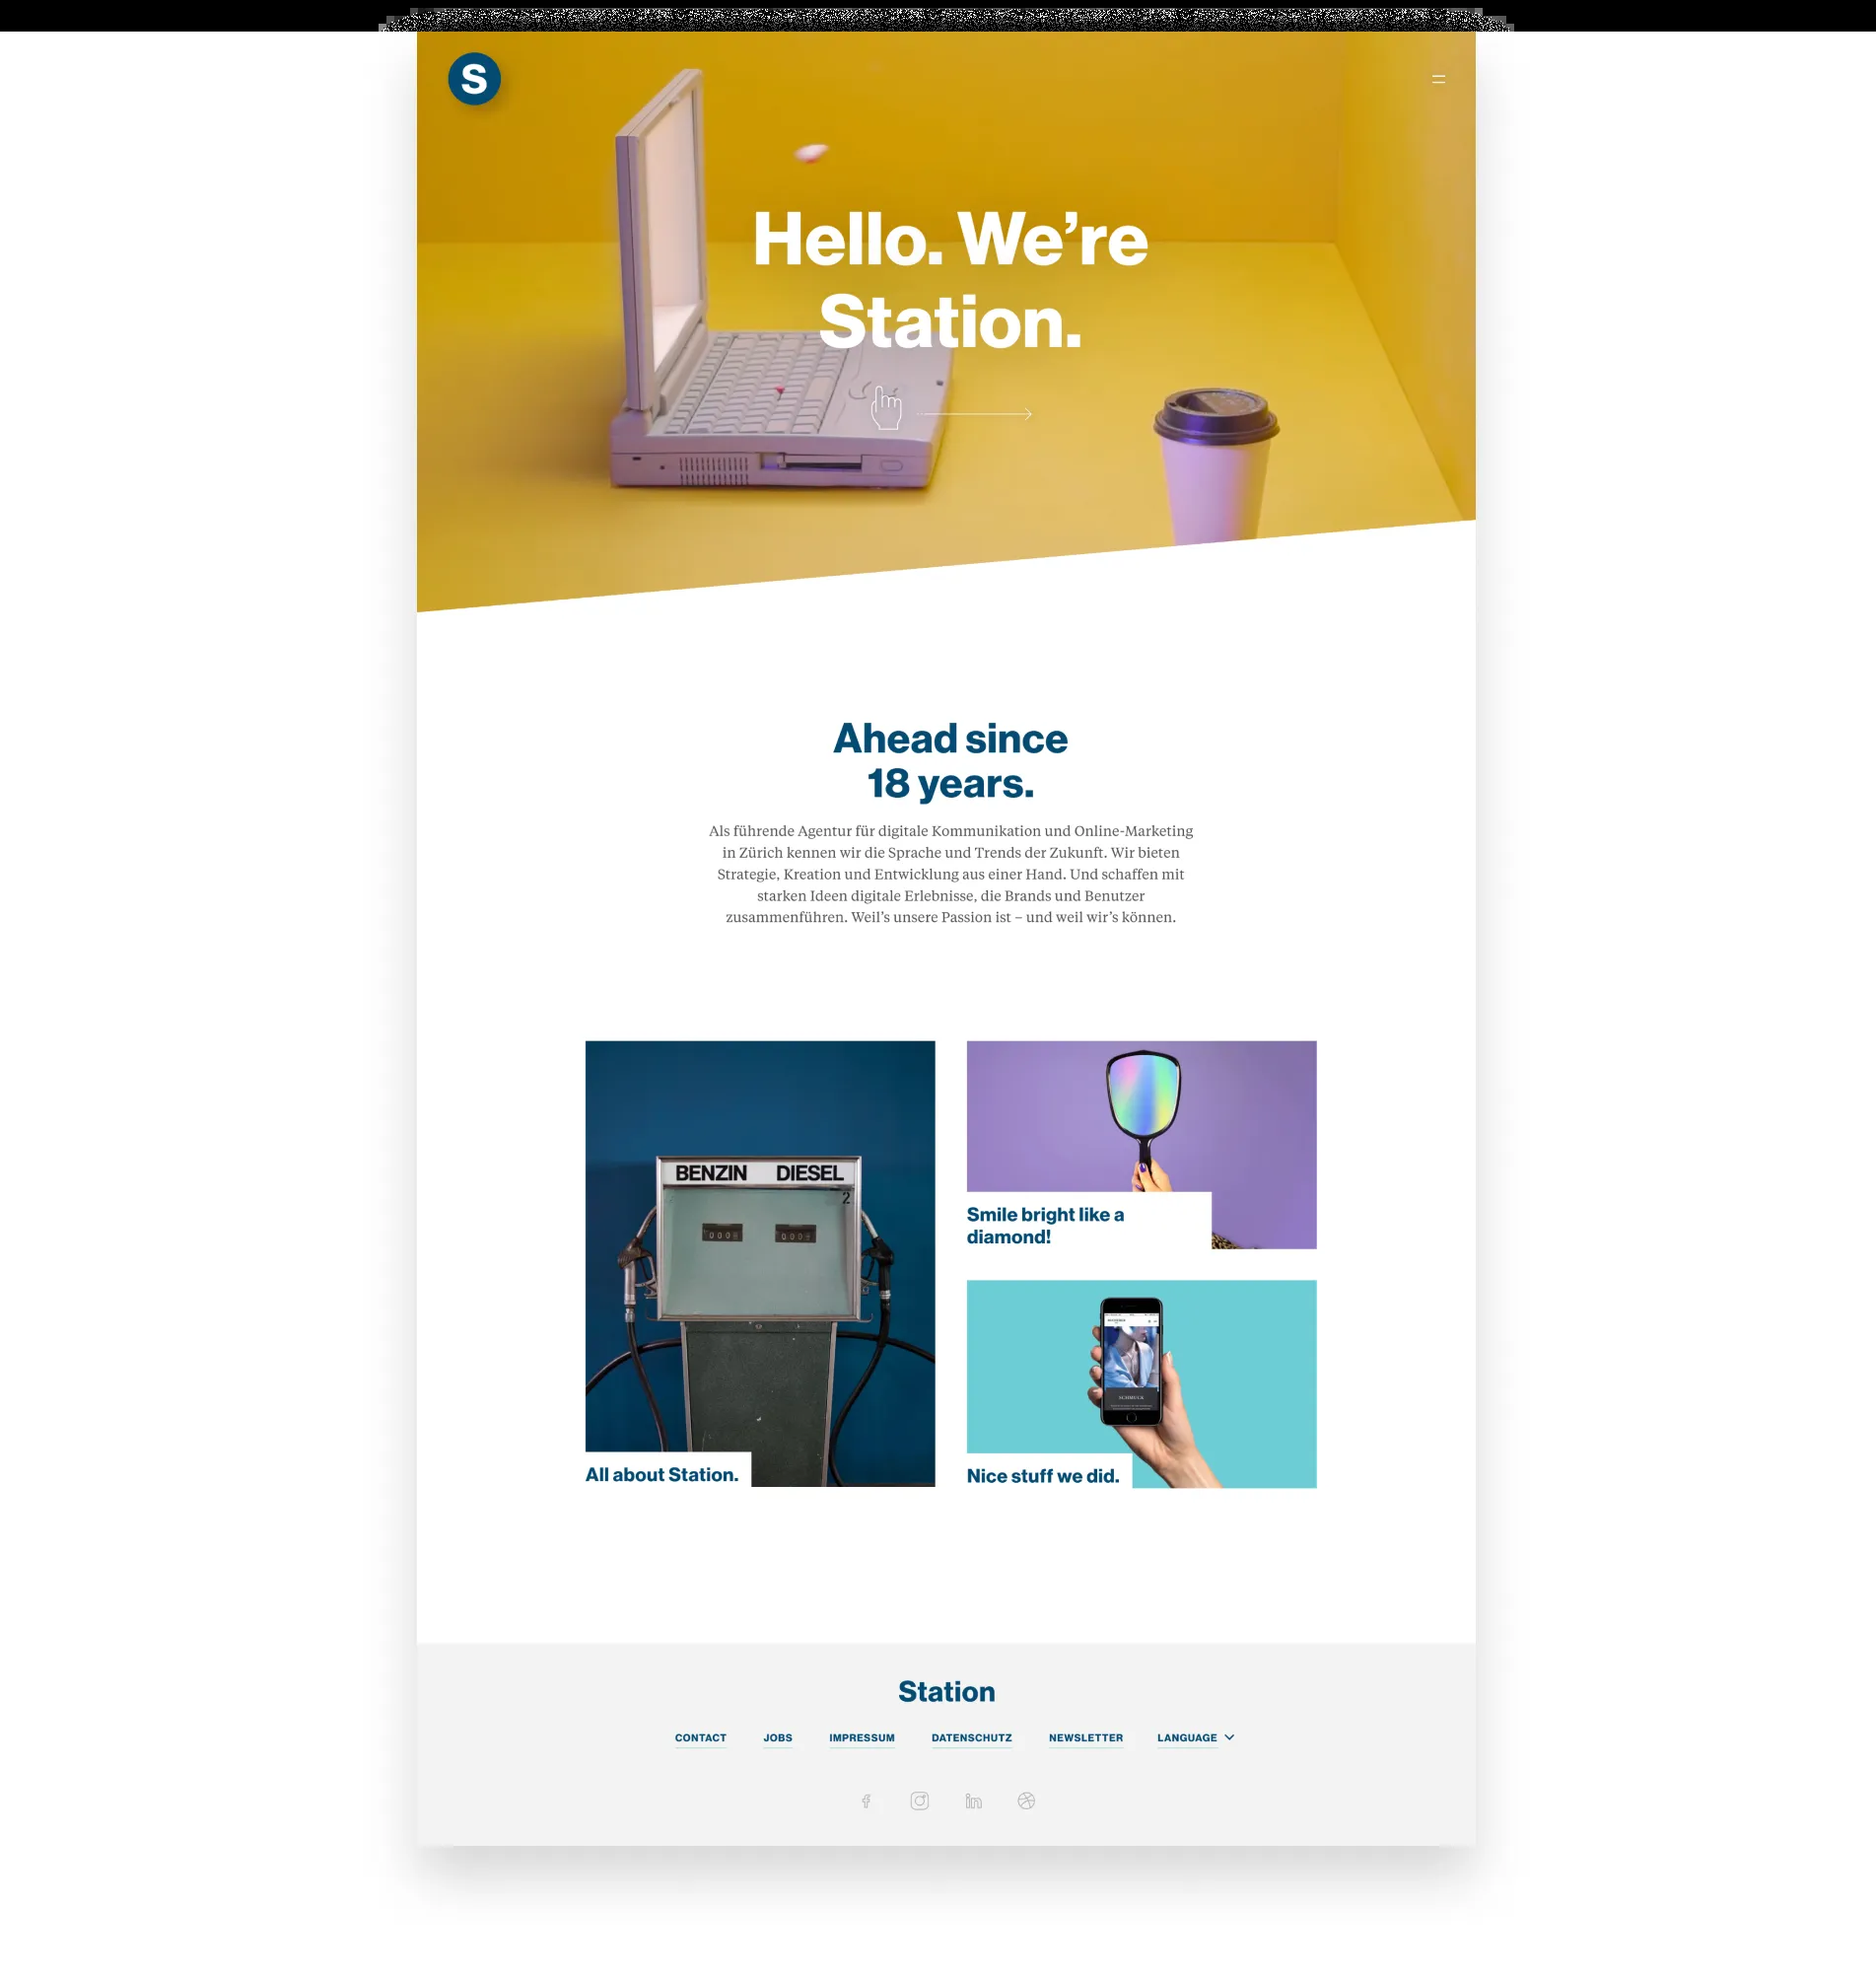 S
Hello. We’re
Station.
Ahead since
18 years.
Als führende Agentur für digitale Kommunikation und Online-Marketing
in Zürich kennen wir die Sprache und Trends der Zukunft. Wir bieten
Strategie, Kreation und Entwicklung aus einer Hand. Und schaffen mit
starken Ideen digitale Erlebnisse, die Brands und Benutzer
zusammenführen. Weil’s unsere Passion ist – und weil wir’s können.
BENZIN DIESEL
2
All about Station.
Smile bright like a
diamond!
SCHMUCK
Nice stuff we did.
Station
CONTACT JOBS IMPRESSUM DATENSCHUTZ NEWSLETTER LANGUAGE